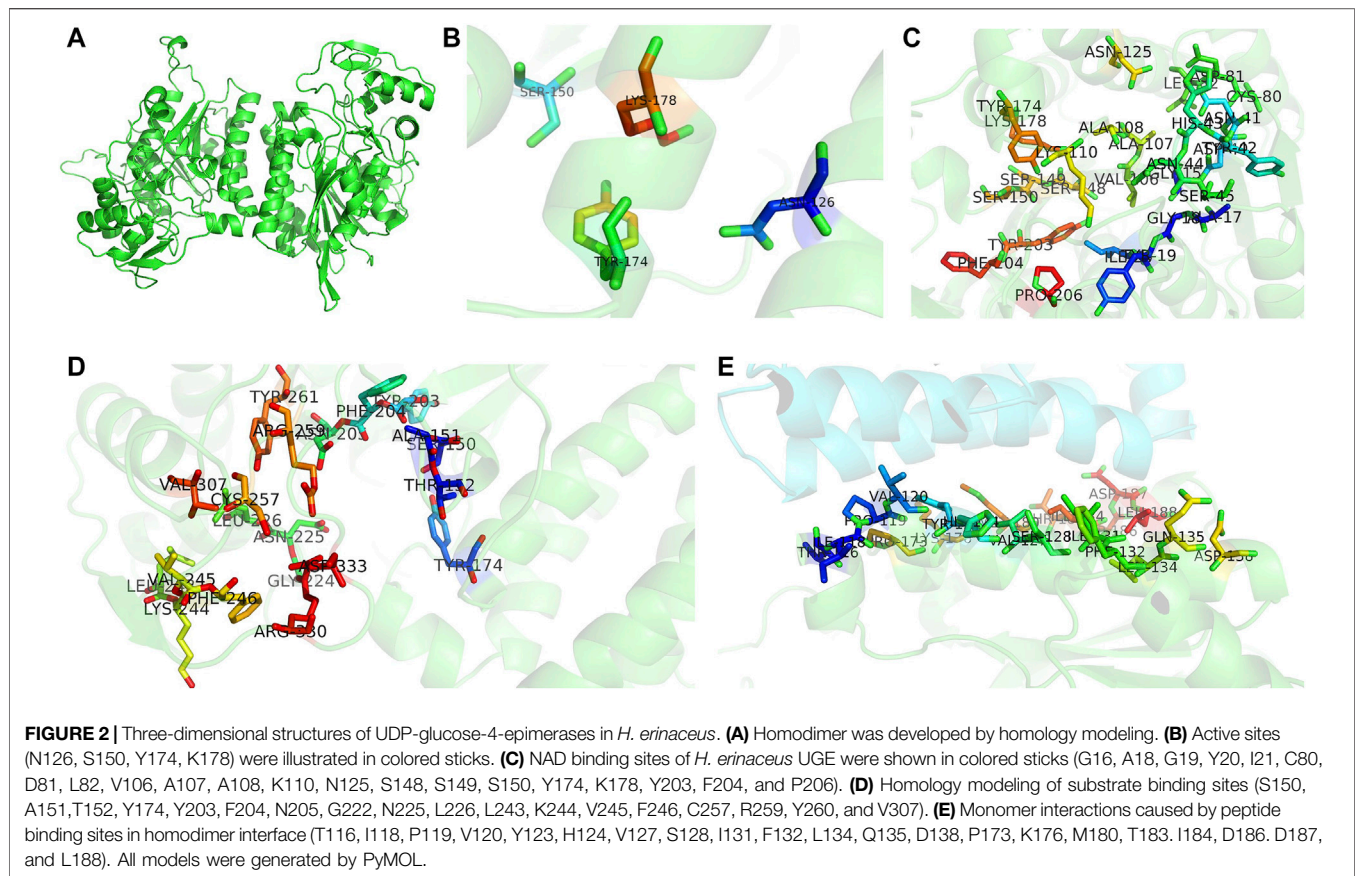 A
B
SER-150
LYS-178
TYR-174
C
ASN-125
CYS-80
TYR-174
LYS-178
ALA-108
ALA-107
LYS-110
ASN-41
ASN-44
SER-149
SER-150
SER-45
TYR-203
PHE-204
PRO-206
D
TYR-261
PHE-204
ARG-259
ALA-151
SER-150
THR-152
VAL-307
CYS-257
ASN-225
TYR-174
GLY-224
VAL-245
LYS-244
PHE-246
E
VAL-120
LEU-188
SER-128
PHE-132
GLN-135
FIGURE 2 | Three-dimensional structures of UDP-glucose-4-epimerases in H. erinaceus. (A) Homodimer was developed by homology modeling. (B) Active sites
(N126, S150, Y174, K178) were illustrated in colored sticks. (C) NAD binding sites of H. erinaceus UGE were shown in colored sticks (G16, A18, G19, Y20, I21, C80,
D81, L82, V106, A107, A108, K110, N125, S148, S149, S150, Y174, K178, Y203, F204, and P206). (D) Homology modeling of substrate binding sites (S150,
A151,T152, Y174, Y203, F204, N205, G222, N225, L226, L243, K244, V245, F246, C257, R259, Y260, and V307). (E) Monomer interactions caused by peptide
binding sites in homodimer interface (T116, I118, P119, V120, Y123, H124, V127, S128, I131, F132, L134, Q135, D138, P173, K176, M180, T183. I184, D186. D187,
and L188). All models were generated by PyMOL.